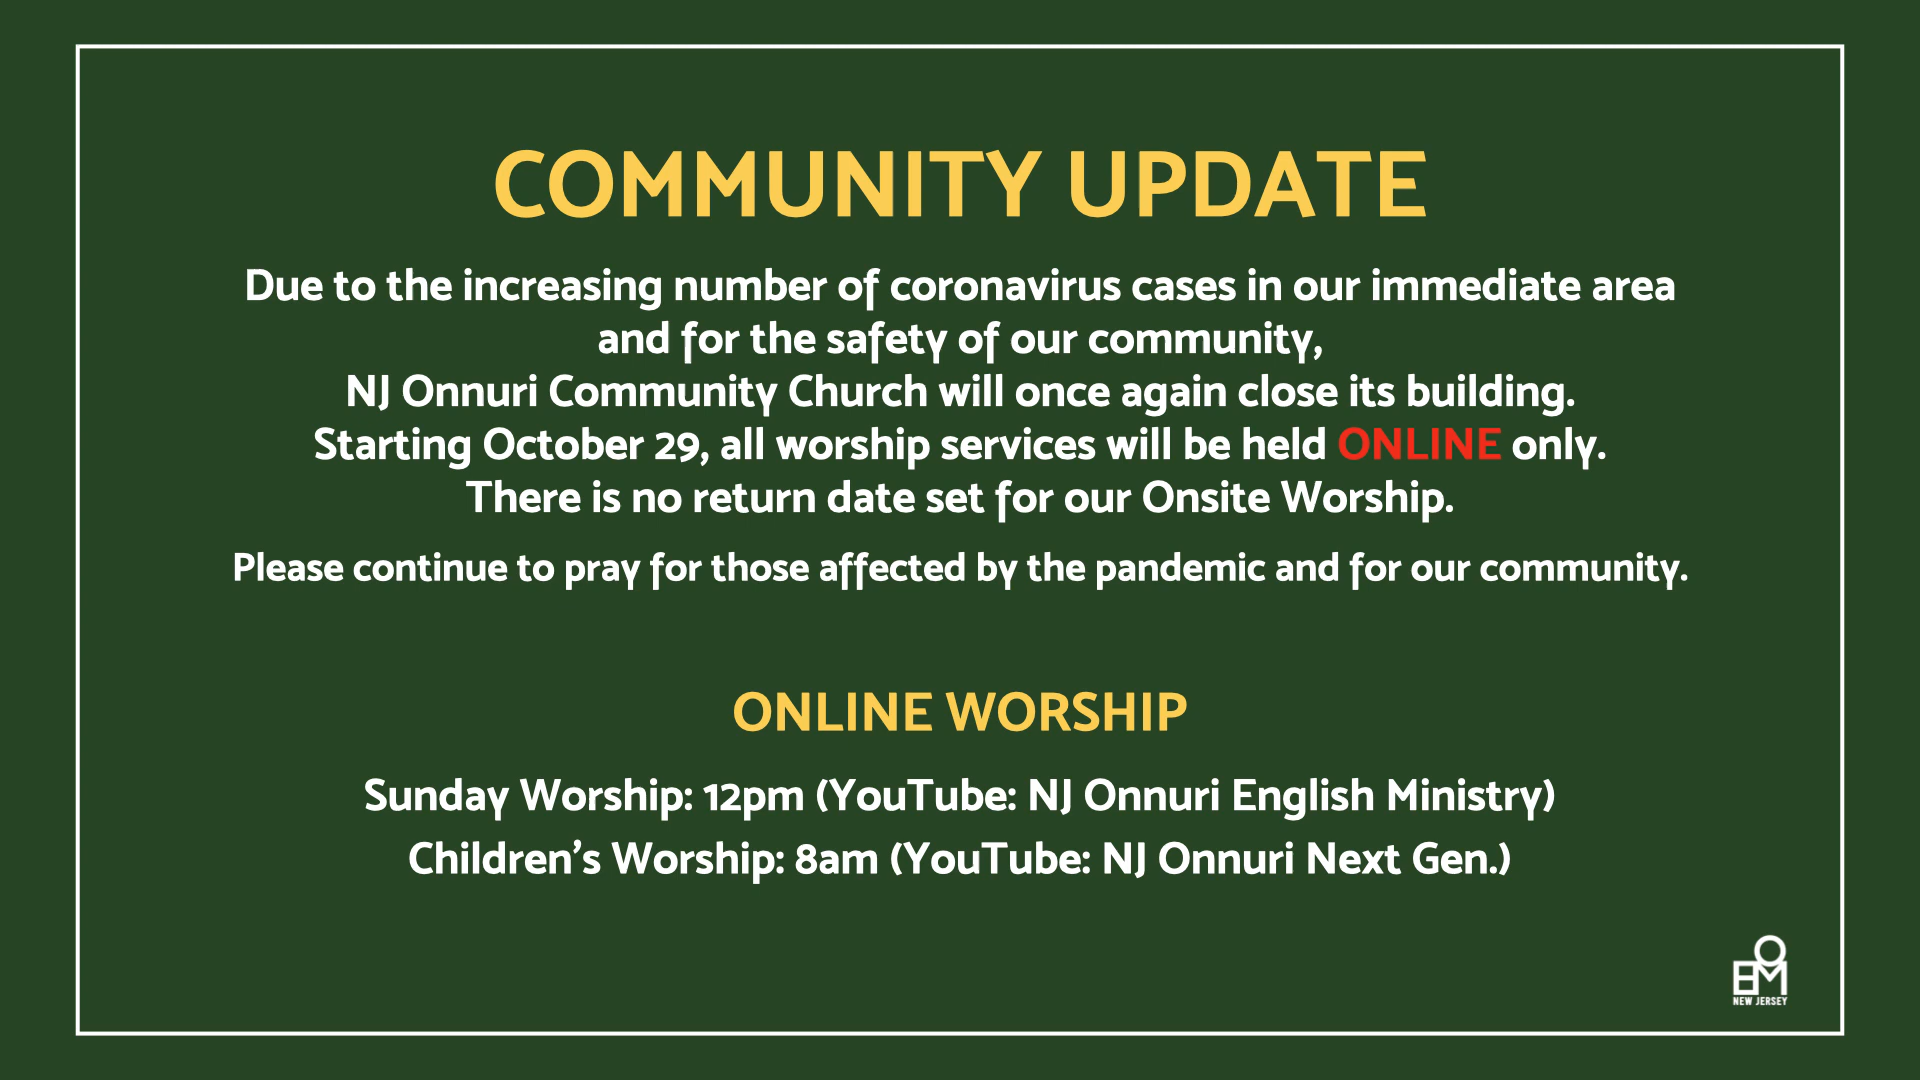 COMMUNITY UPDATE
Due to the increasing number of coronavirus cases in our immediate area
and for the safety of our community,
NJ Onnuri Community Church will once again close its building.
Starting October 29, all worship services will be held ONLINE only.
There is no return date set for our Onsite Worship.
Please continue to pray for those affected by the pandemic and for our community.
ONLINE WORSHIP
Sunday Worship: 12pm (YouTube: NJ Onnuri English Ministry)
Children’s Worship: 8am (YouTube: NJ Onnuri Next Gen.)
O
EM
NEW JERSEY